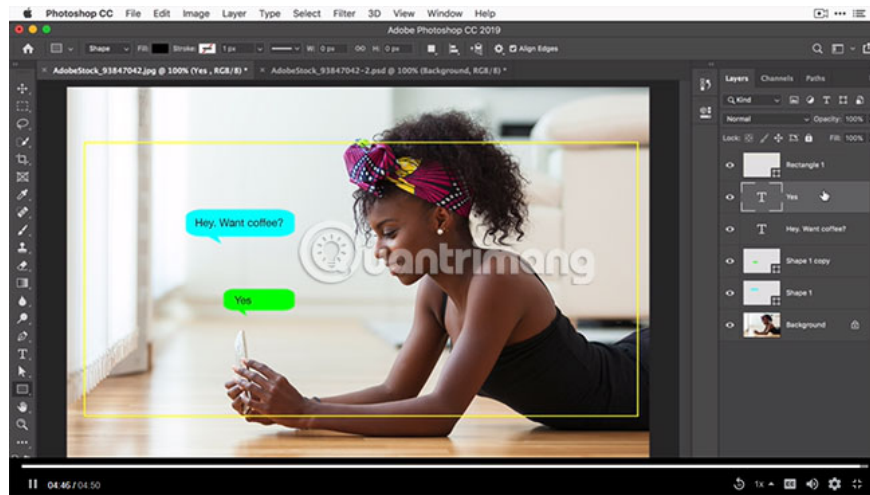 Photoshop CC File Edit Image Layer Type Select Filter 3D View Window Help
Adobe Photoshop CC 2019
Shape Fill: Stroke: 1 px W: 0 px H: 0 px Align Edges
× AdobeStock_93847042.jpg @ 100% (Yes , RGB/8) * × AdobeStock_93847042-2.psd @ 100% (Background, RGB/8) *
Layers Channels Paths
Kind
Normal Opacity: 100%
Lock: Fill: 100%
Rectangle 1
Yes
Hey. Want coffee?
Shape 1 copy
Shape 1
Background
Hey. Want coffee?
uantrimang
Yes
04:46 / 04:50
1x